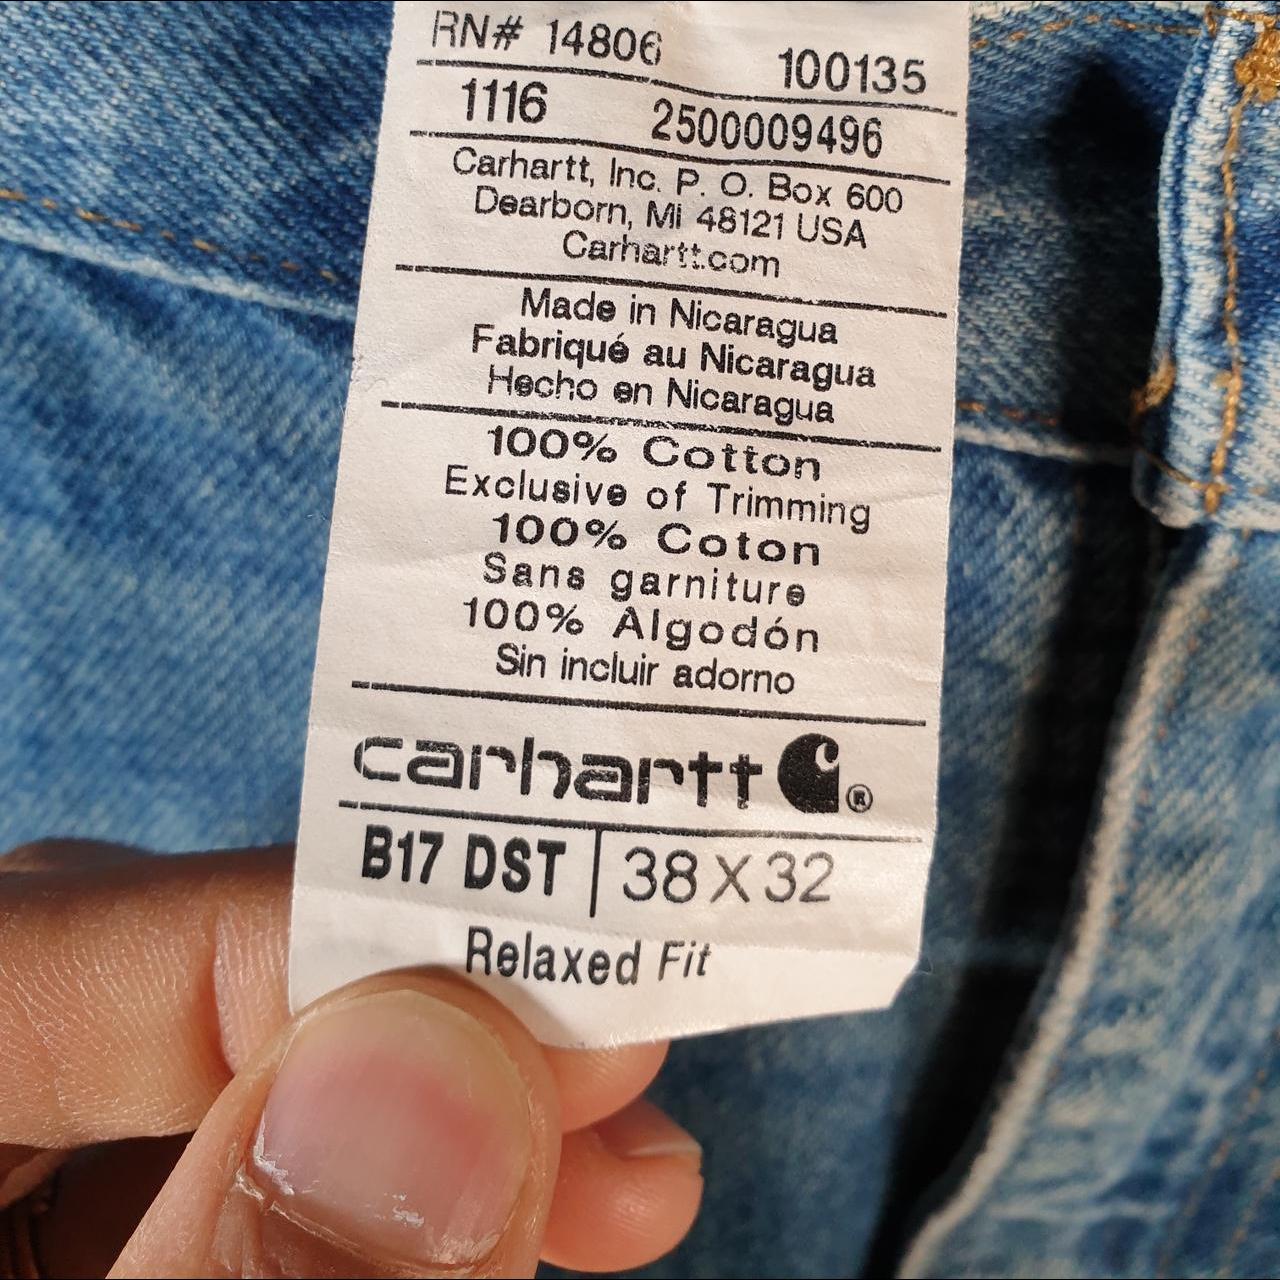 RN# 14806 100135
1116 2500009496
Carhartt, Inc. P. O. Box 600
Dearborn, Mi 48121 USA
Carhartt.com
Made in Nicaragua
Fabriqué au Nicaragua
Hecho en Nicaragua
100% Cotton
Exclusive of Trimming
100% Coton
Sans garniture
100% Algodón
Sin incluir adorno
carhartt ®
B17 DST | 38 X 32
Relaxed Fit